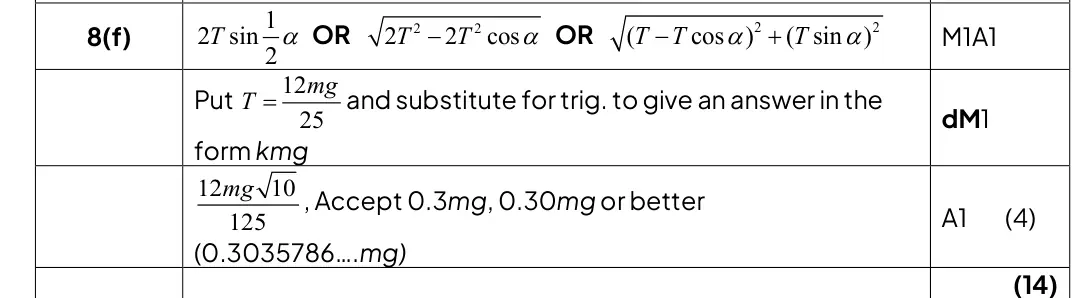 8(f) 2T sin 1/2 α OR √(2T² − 2T² cos α) OR √((T − T cos α)² + (T sin α)²) M1A1
Put T = 12mg/25 and substitute for trig. to give an answer in the
form kmg dM1
12mg√10/125 , Accept 0.3mg, 0.30mg or better
(0.3035786….mg) A1 (4)
(14)